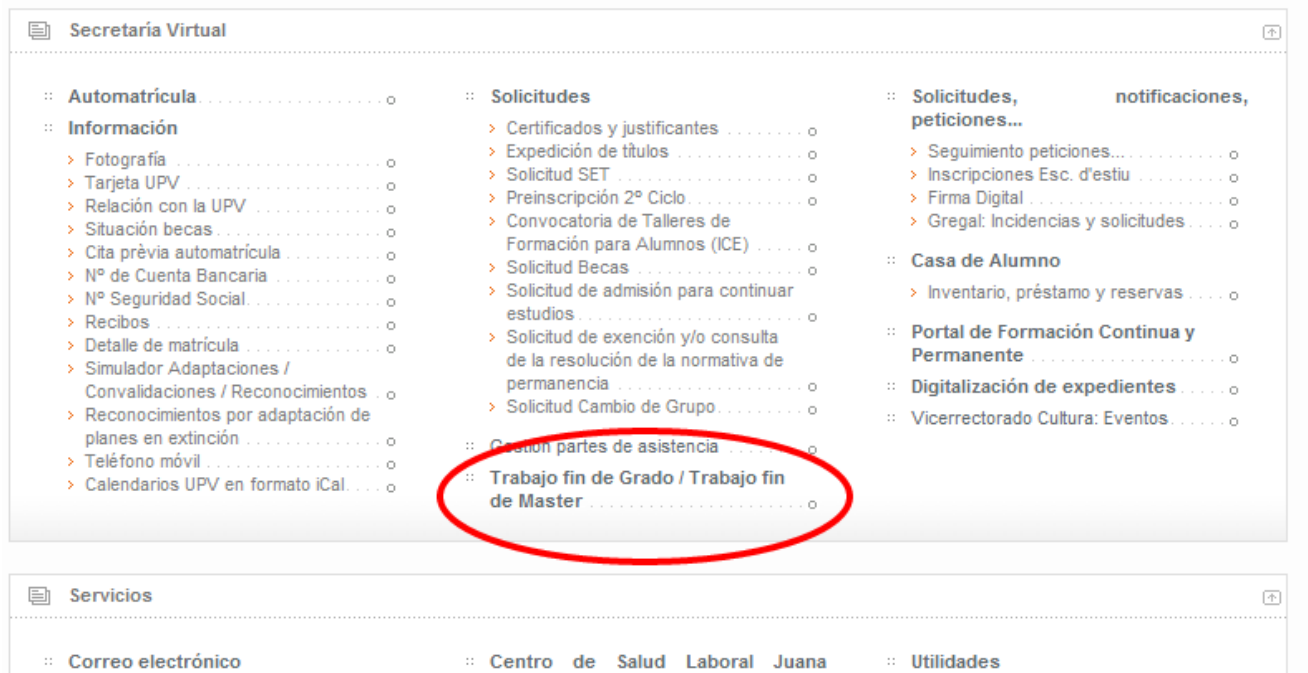 Secretaría Virtual
Automatrícula
Información
Fotografía
Tarjeta UPV
Relación con la UPV
Situación becas
Cita prèvia automatrícula
Nº de Cuenta Bancaria
Nº Seguridad Social
Recibos
Detalle de matrícula
Simulador Adaptaciones /
Convalidaciones / Reconocimientos
Reconocimientos por adaptación de
planes en extinción
Teléfono móvil
Calendarios UPV en formato iCal
Solicitudes
Certificados y justificantes
Expedición de títulos
Solicitud SET
Preinscripción 2º Ciclo
Convocatoria de Talleres de
Formación para Alumnos (ICE)
Solicitud Becas
Solicitud de admisión para continuar
estudios
Solicitud de exención y/o consulta
de la resolución de la normativa de
permanencia
Solicitud Cambio de Grupo
Gestión partes de asistencia
Trabajo fin de Grado / Trabajo fin
de Master
Solicitudes, notificaciones,
peticiones...
Seguimiento peticiones...
Inscripciones Esc. d'estiu
Firma Digital
Gregal: Incidencias y solicitudes
Casa de Alumno
Inventario, préstamo y reservas
Portal de Formación Continua y
Permanente
Digitalización de expedientes
Vicerrectorado Cultura: Eventos
Servicios
Correo electrónico
Centro de Salud Laboral Juana
Utilidades